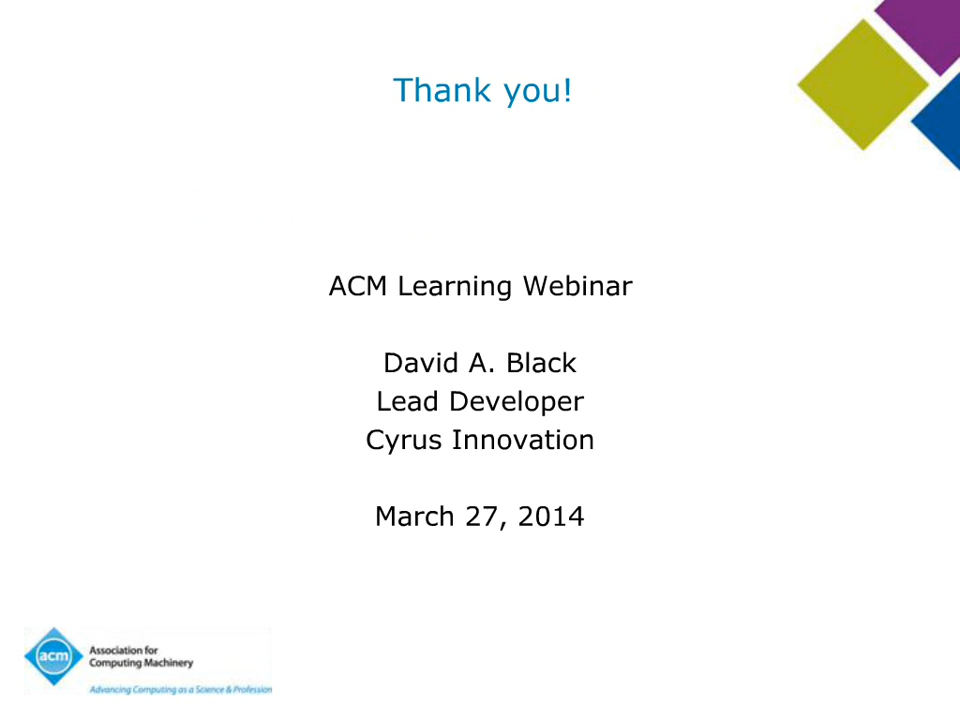 Thank you!
ACM Learning Webinar
David A. Black
Lead Developer
Cyrus Innovation
March 27, 2014
acm
Association for
Computing Machinery
Advancing Computing as a Science & Profession